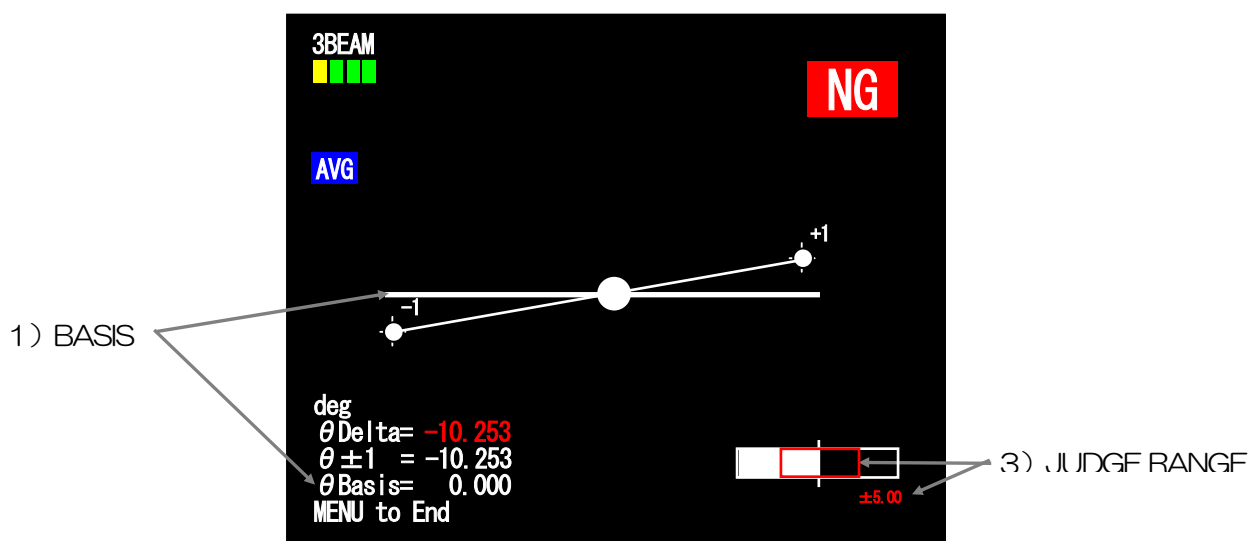 3BEAM
NG
AVG
+1
-1
1) BASIS
deg
θDelta= -10.253
θ±1 = -10.253
θBasis= 0.000
MENU to End
±5.00
3) JUDGE RANGE